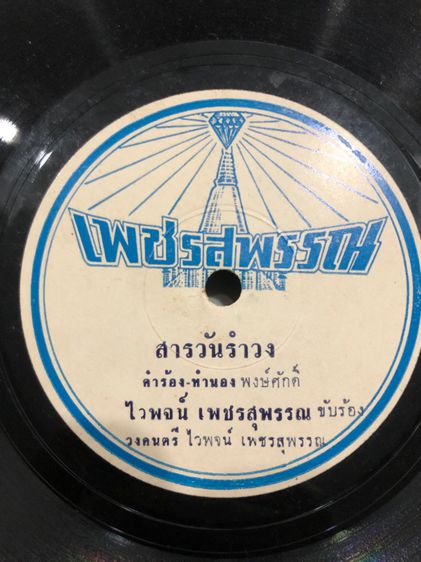 เพชรสุพรรณ
สารวันรำวง
คำร้อง-ทำนอง พงษ์ศักดิ์
ไวพจน์ เพชรสุพรรณ ขับร้อง
วงดนตรี ไวพจน์ เพชรสุพรรณ